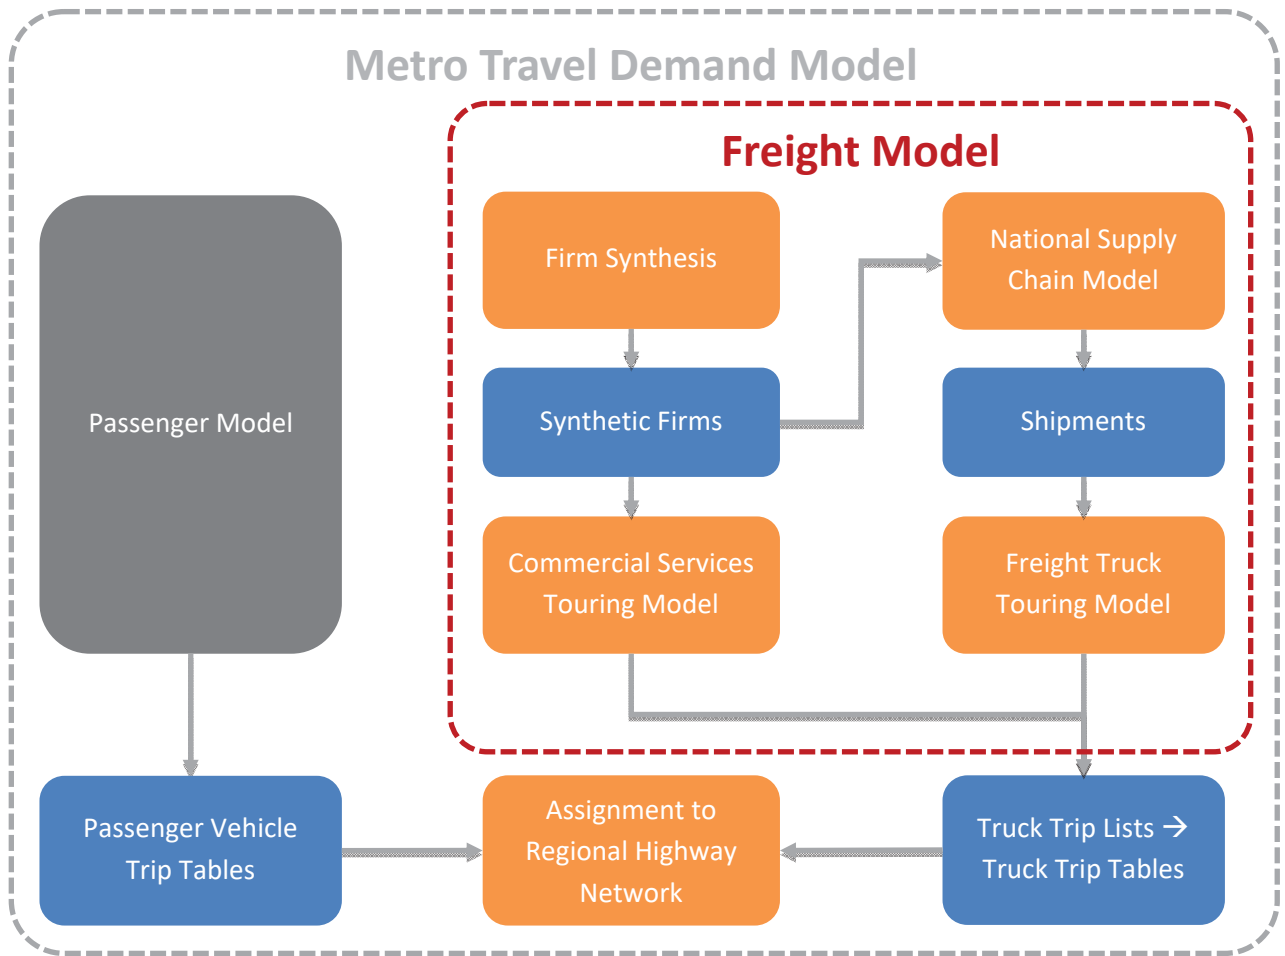 Metro Travel Demand Model
Freight Model
Firm Synthesis
National Supply
Chain Model
Passenger Model
Synthetic Firms
Shipments
Commercial Services
Touring Model
Freight Truck
Touring Model
Passenger Vehicle
Trip Tables
Assignment to
Regional Highway
Network
Truck Trip Lists →
Truck Trip Tables